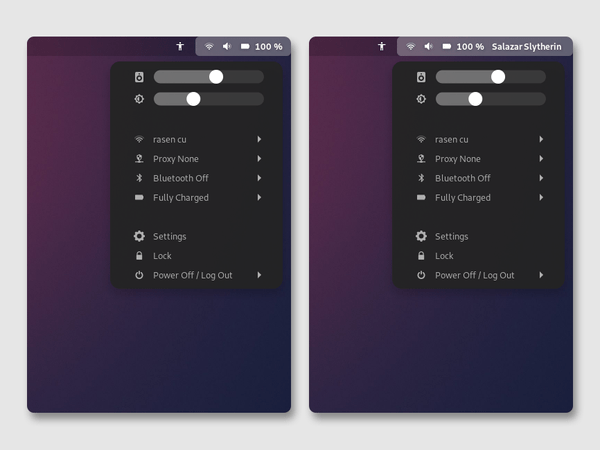 100 %
rasen cu
Proxy None
Bluetooth Off
Fully Charged
Settings
Lock
Power Off / Log Out
100 % Salazar Slytherin
rasen cu
Proxy None
Bluetooth Off
Fully Charged
Settings
Lock
Power Off / Log Out